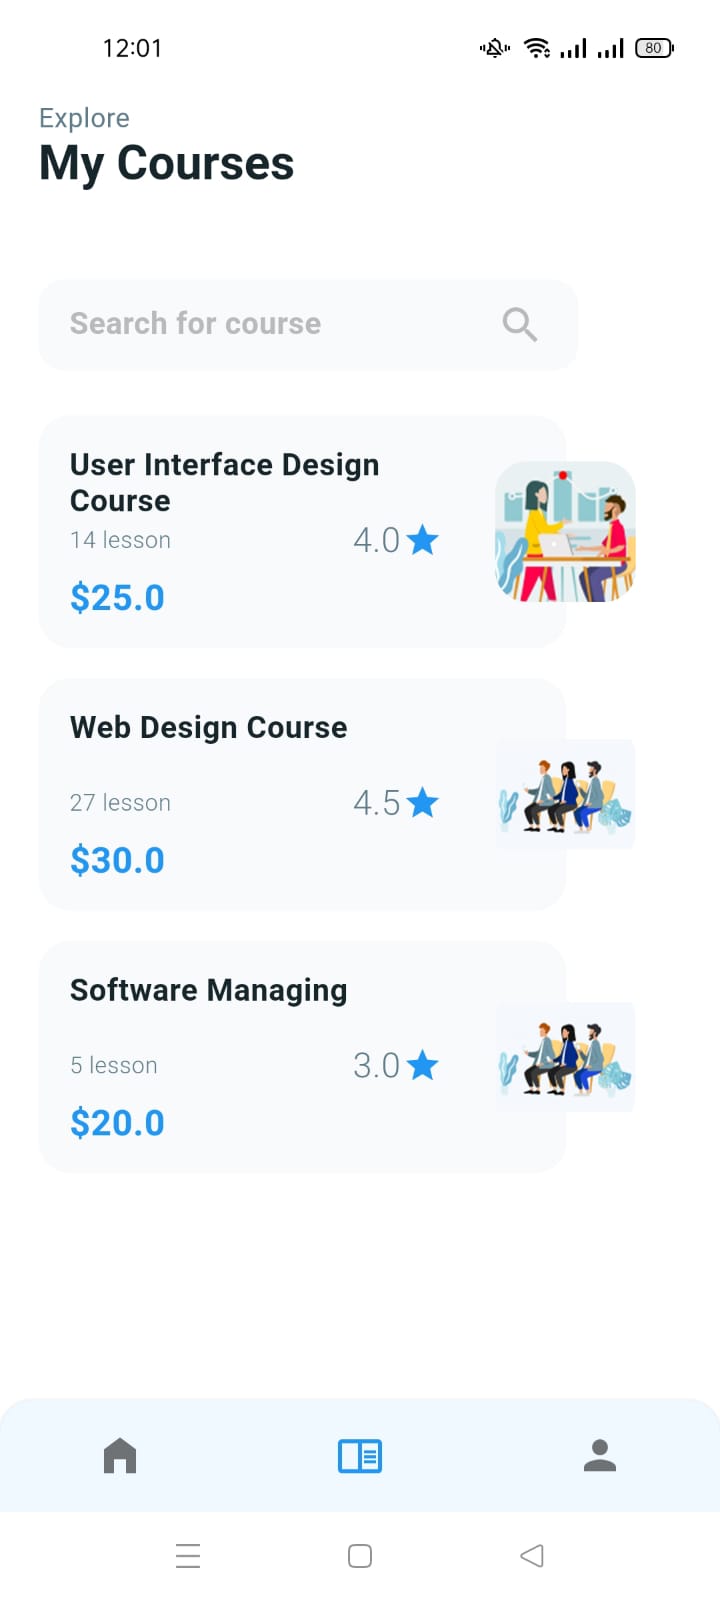 12:01
80
Explore
My Courses
Search for course
User Interface Design
Course
14 lesson
4.0
$25.0
Web Design Course
27 lesson
4.5
$30.0
Software Managing
5 lesson
3.0
$20.0